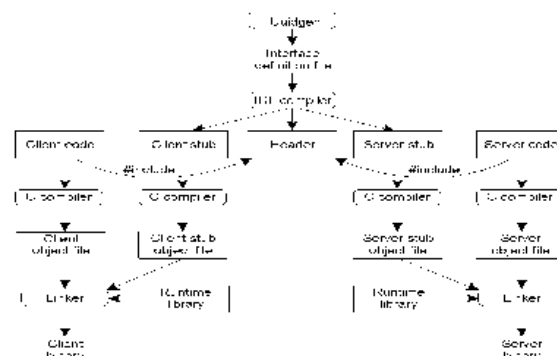 Uuidgen
Interface
definition file
IDL compiler
Client code
Client stub
Header
Server stub
Server code
#include
#include
C compiler
C compiler
C compiler
C compiler
Client
object file
Client stub
object file
Server stub
object file
Server
object file
Linker
Runtime
library
Runtime
library
Linker
Client
binary
Server
binary